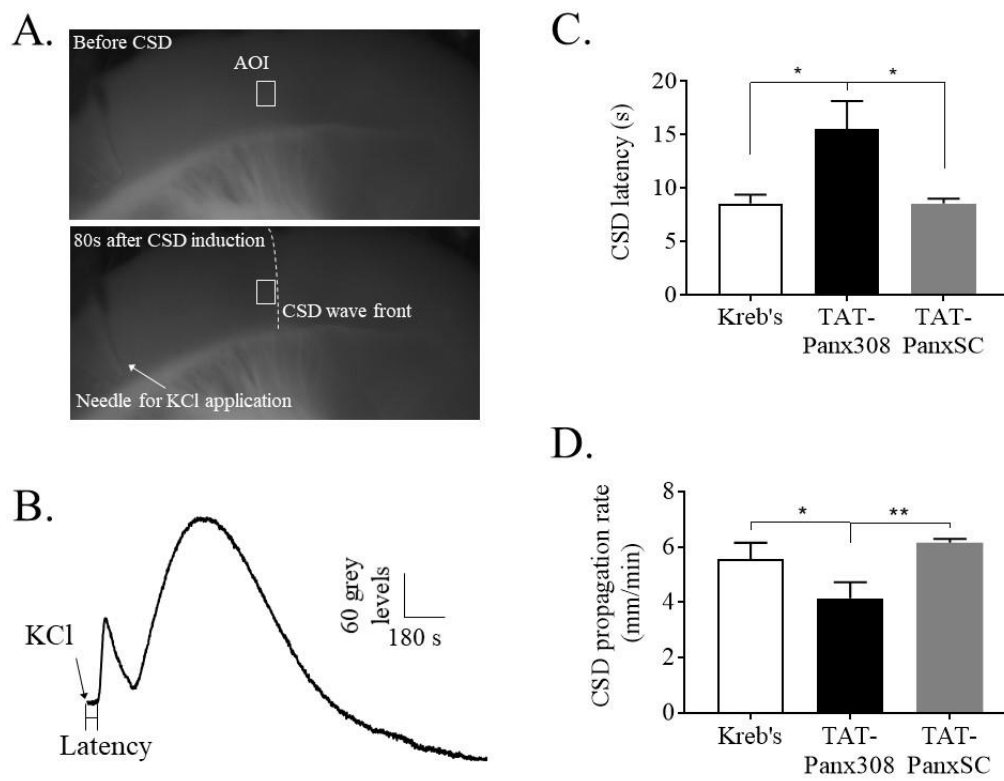 A.
Before CSD
AOI
80s after CSD induction
CSD wave front
Needle for KCl application
B.
KCl
Latency
60 grey
levels
180 s
C.
CSD latency (s)
20
15
10
5
0
*
*
Kreb's
TAT-
Panx308
TAT-
PanxSC
D.
CSD propagation rate
(mm/min)
8
6
4
2
0
*
**
Kreb's
TAT-
Panx308
TAT-
PanxSC